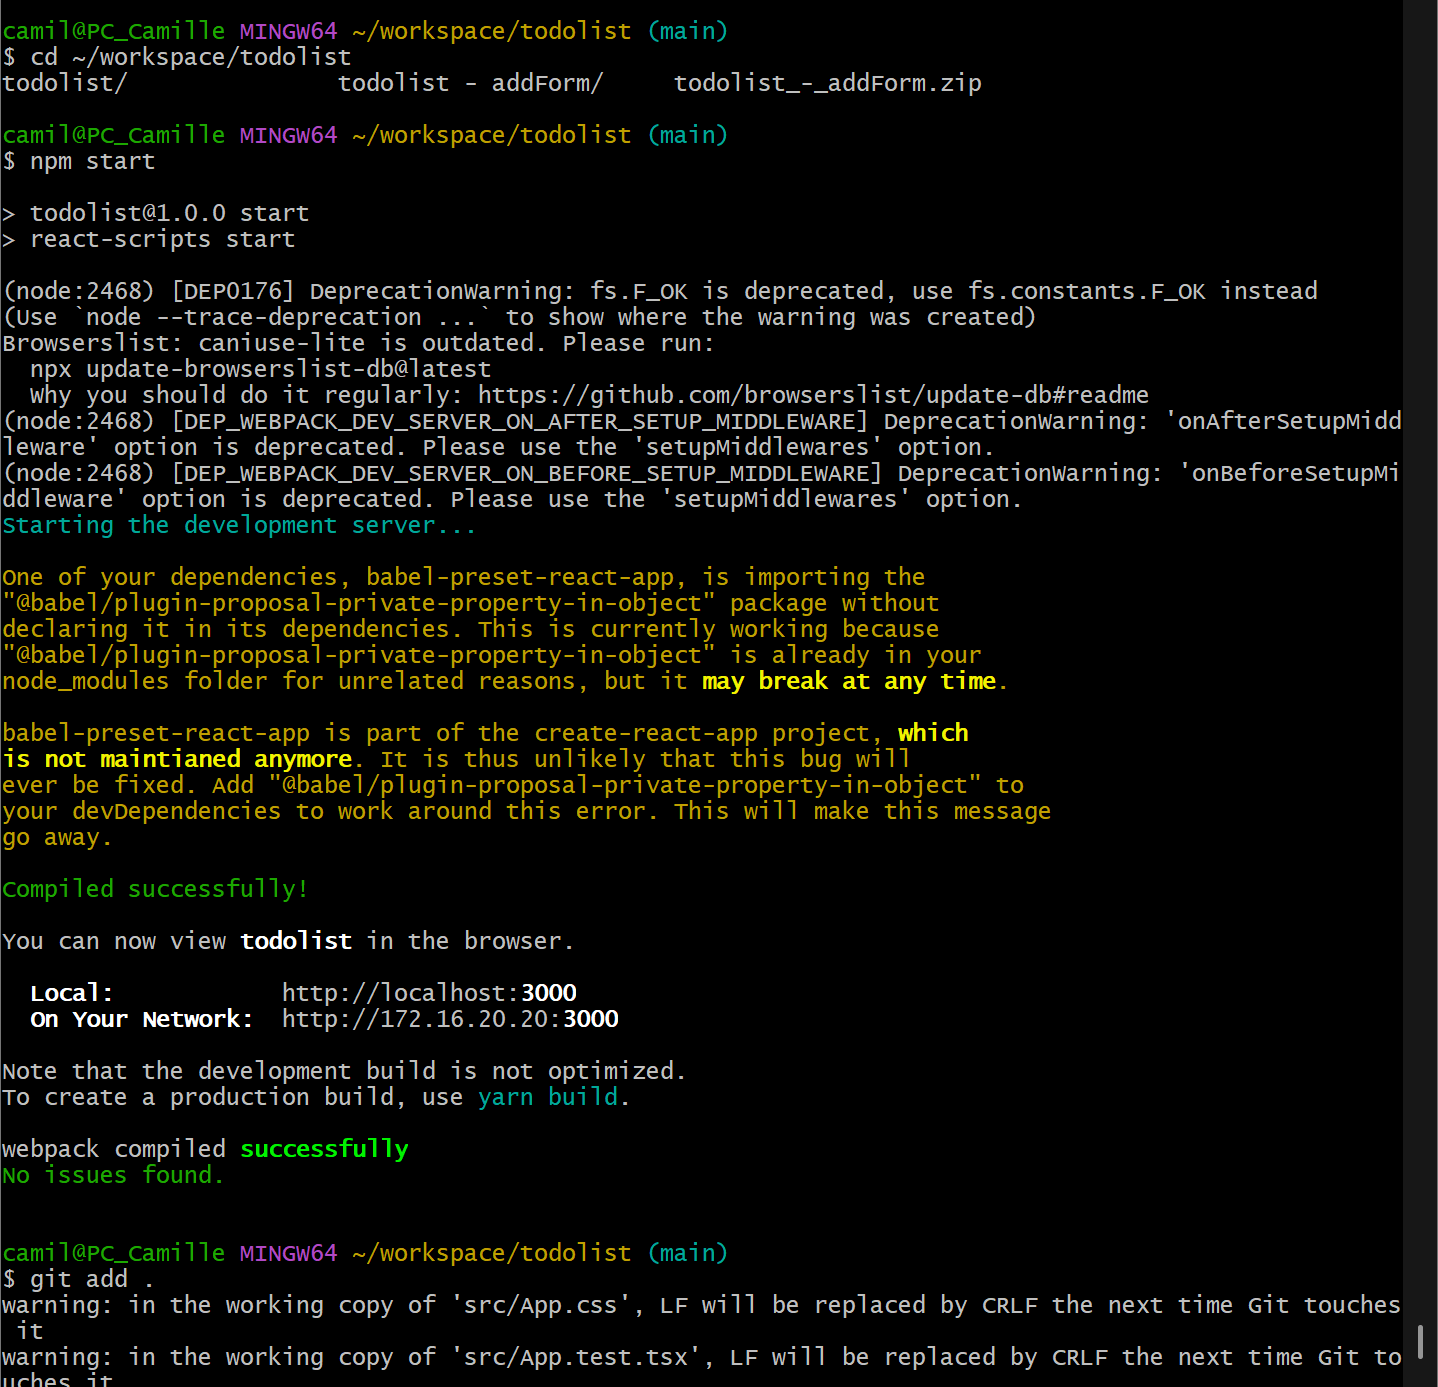 camil@PC_Camille MINGW64 ~/workspace/todolist (main)
$ cd ~/workspace/todolist
todolist/               todolist - addForm/     todolist_-_addForm.zip
camil@PC_Camille MINGW64 ~/workspace/todolist (main)
$ npm start
> todolist@1.0.0 start
> react-scripts start
(node:2468) [DEP0176] DeprecationWarning: fs.F_OK is deprecated, use fs.constants.F_OK instead
(Use `node --trace-deprecation ...` to show where the warning was created)
Browserslist: caniuse-lite is outdated. Please run:
  npx update-browserslist-db@latest
  Why you should do it regularly: https://github.com/browserslist/update-db#readme
(node:2468) [DEP_WEBPACK_DEV_SERVER_ON_AFTER_SETUP_MIDDLEWARE] DeprecationWarning: 'onAfterSetupMidd
leware' option is deprecated. Please use the 'setupMiddlewares' option.
(node:2468) [DEP_WEBPACK_DEV_SERVER_ON_BEFORE_SETUP_MIDDLEWARE] DeprecationWarning: 'onBeforeSetupMi
ddleware' option is deprecated. Please use the 'setupMiddlewares' option.
Starting the development server...
One of your dependencies, babel-preset-react-app, is importing the
"@babel/plugin-proposal-private-property-in-object" package without
declaring it in its dependencies. This is currently working because
"@babel/plugin-proposal-private-property-in-object" is already in your
node_modules folder for unrelated reasons, but it may break at any time.
babel-preset-react-app is part of the create-react-app project, which
is not maintianed anymore. It is thus unlikely that this bug will
ever be fixed. Add "@babel/plugin-proposal-private-property-in-object" to
your devDependencies to work around this error. This will make this message
go away.
Compiled successfully!
You can now view todolist in the browser.
  Local:            http://localhost:3000
  On Your Network:  http://172.16.20.20:3000
Note that the development build is not optimized.
To create a production build, use yarn build.
webpack compiled successfully
No issues found.
camil@PC_Camille MINGW64 ~/workspace/todolist (main)
$ git add .
warning: in the working copy of 'src/App.css', LF will be replaced by CRLF the next time Git touches
 it
warning: in the working copy of 'src/App.test.tsx', LF will be replaced by CRLF the next time Git to
uches it